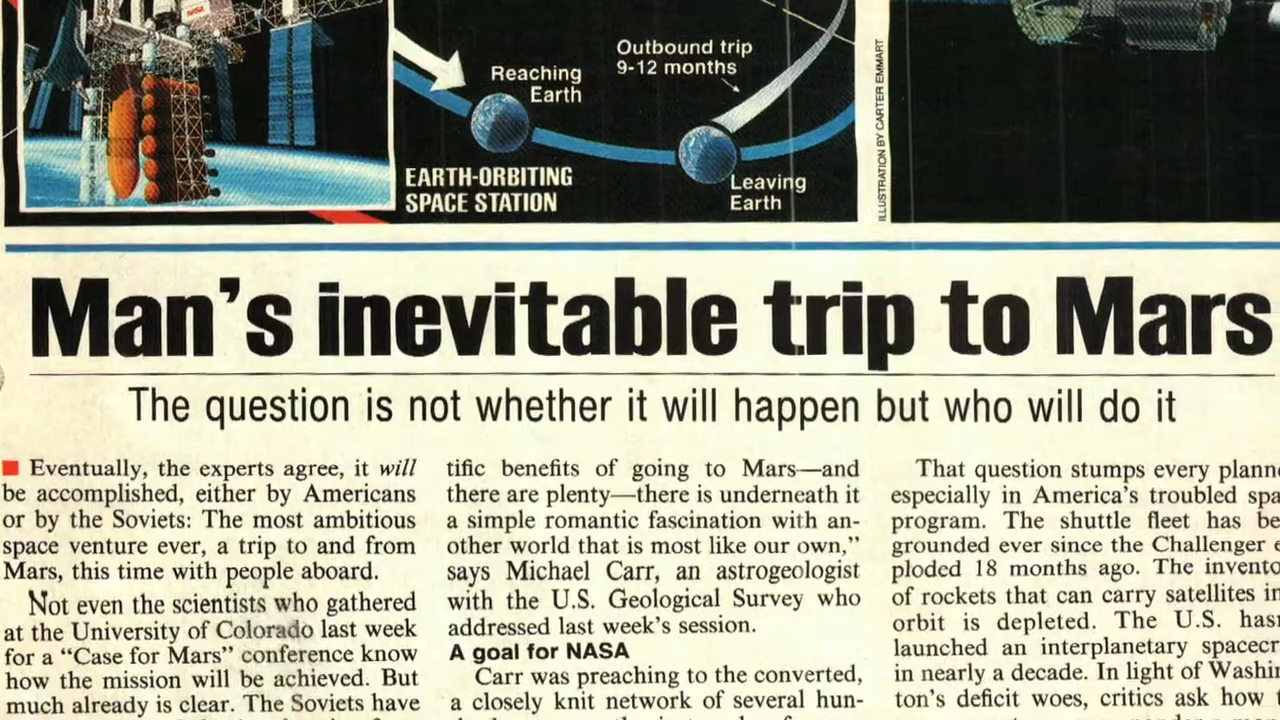 NASA
Outbound trip
9-12 months
Reaching
Earth
EARTH-ORBITING
SPACE STATION
Leaving
Earth
ILLUSTRATION BY CARTER EMMART
Man's inevitable trip to Mars
The question is not whether it will happen but who will do it
Eventually, the experts agree, it will
be accomplished, either by Americans
or by the Soviets: The most ambitious
space venture ever, a trip to and from
Mars, this time with people aboard.
Not even the scientists who gathered
at the University of Colorado last week
for a “Case for Mars” conference know
how the mission will be achieved. But
much already is clear. The Soviets have
tific benefits of going to Mars—and
there are plenty—there is underneath it
a simple romantic fascination with an-
other world that is most like our own,”
says Michael Carr, an astrogeologist
with the U.S. Geological Survey who
addressed last week's session.
A goal for NASA
Carr was preaching to the converted,
a closely knit network of several hun-
That question stumps every planne
especially in America's troubled spa
program. The shuttle fleet has be
grounded ever since the Challenger e
ploded 18 months ago. The invento
of rockets that can carry satellites in
orbit is depleted. The U.S. has
launched an interplanetary spacecr
in nearly a decade. In light of Washi
ton's deficit woes, critics ask how